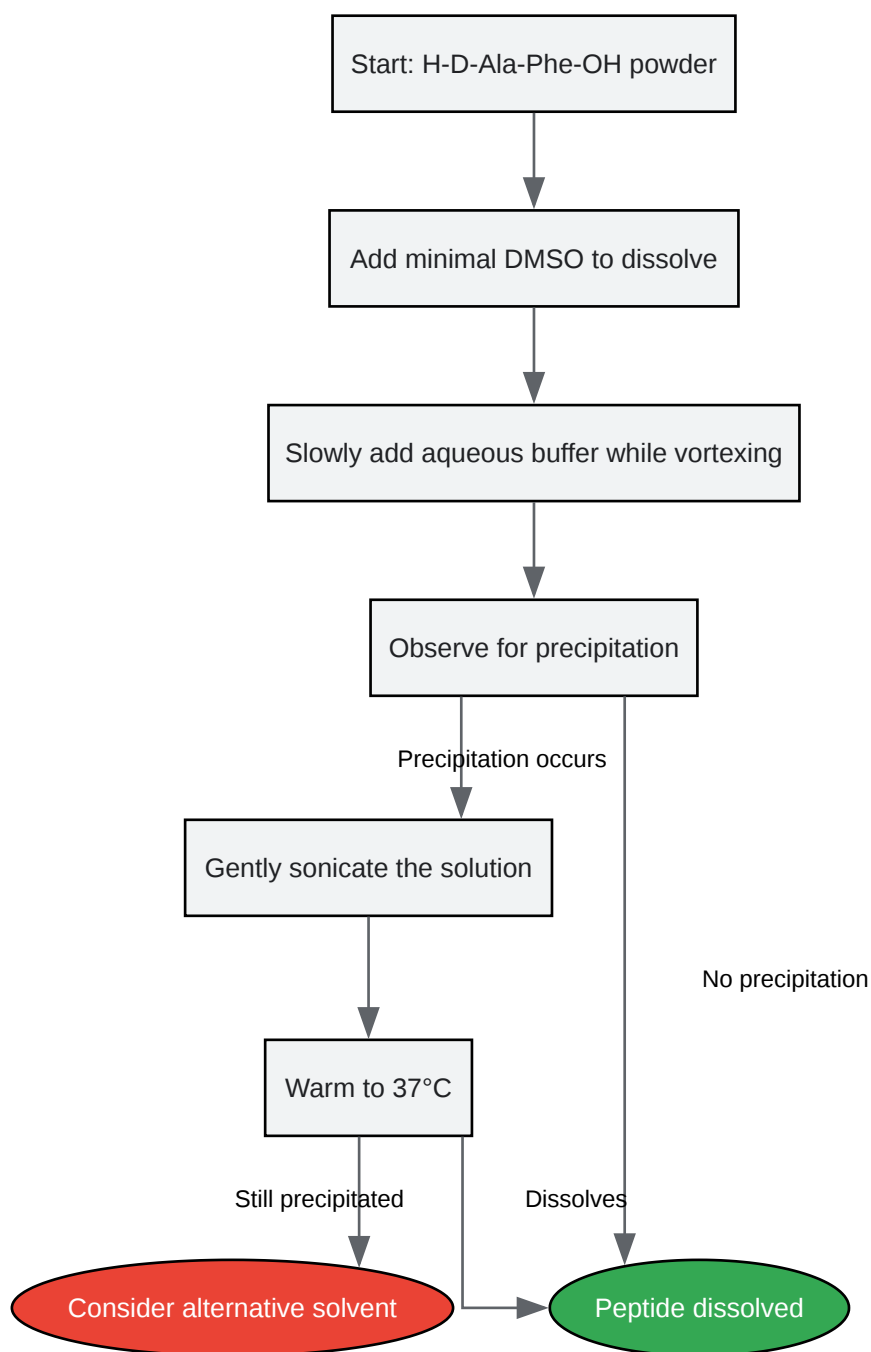 Start: H-D-Ala-Phe-OH powder
Add minimal DMSO to dissolve
Slowly add aqueous buffer while vortexing
Observe for precipitation
Precipitation occurs
Gently sonicate the solution
No precipitation
Warm to 37°C
Still precipitated
Dissolves
Consider alternative solvent
Peptide dissolved